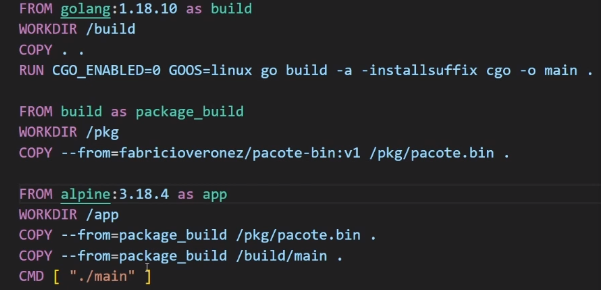 FROM golang:1.18.10 as build
WORKDIR /build
COPY . .
RUN CGO_ENABLED=0 GOOS=linux go build -a -installsuffix cgo -o main .
FROM build as package_build
WORKDIR /pkg
COPY --from=fabricioveronez/pacote-bin:v1 /pkg/pacote.bin .
FROM alpine:3.18.4 as app
WORKDIR /app
COPY --from=package_build /pkg/pacote.bin .
COPY --from=package_build /build/main .
CMD [ "./main" ]